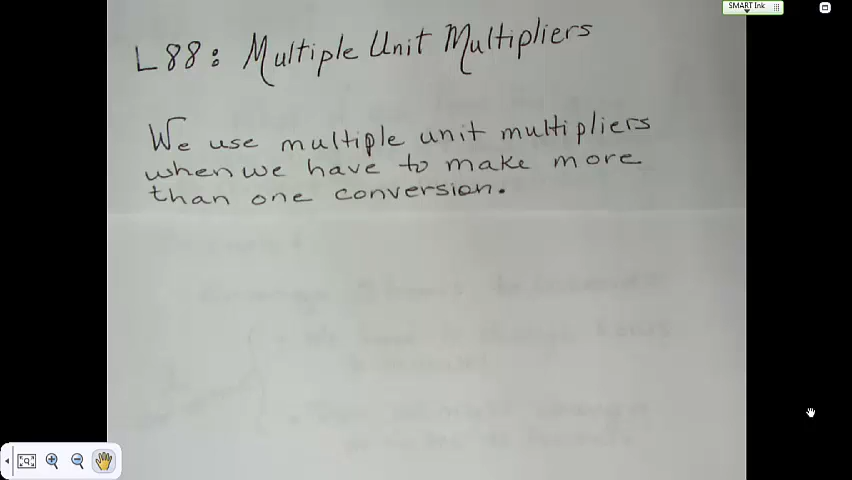 SMART Ink
L88: Multiple Unit Multipliers
We use multiple unit multipliers
when we have to make more
than one conversion.